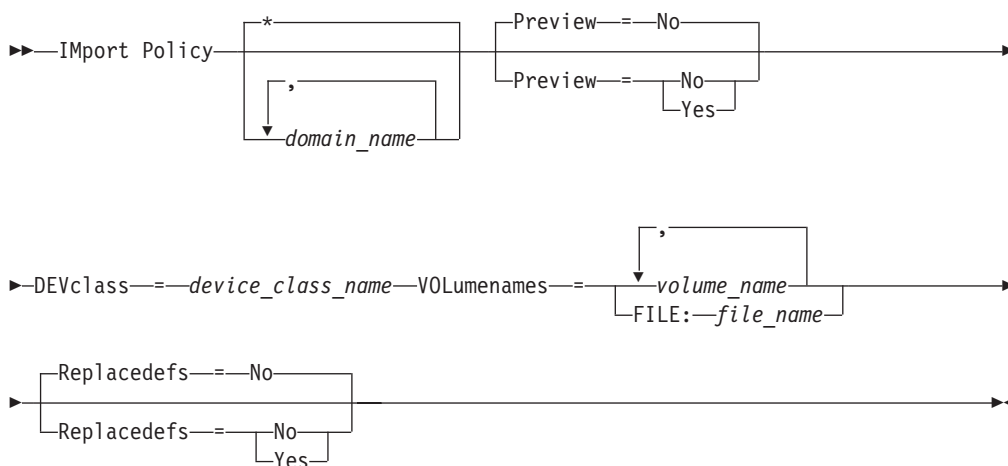 * Preview = No
IMport Policy
, Preview = No
Yes
domain_name
,
DEVclass = device_class_name VOLumenames = volume_name
FILE: file_name
Replacedefs = No
Replacedefs = No
Yes